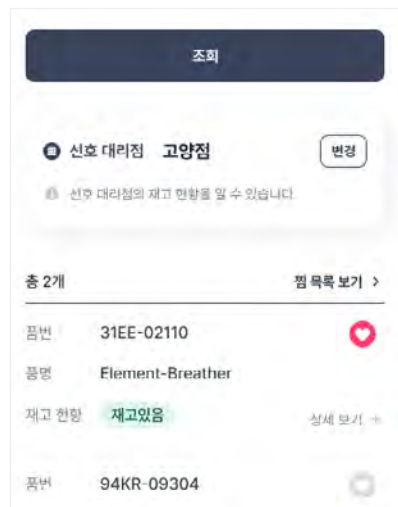 조회
선호 대리점 고양점 변경
선호 대리점의 재고 현황을 알 수 있습니다.
총 2개 찜 목록 보기 >
품번 31EE-02110
품명 Element-Breather
재고 현황 재고있음 상세 보기 +
품번 94KR-09304